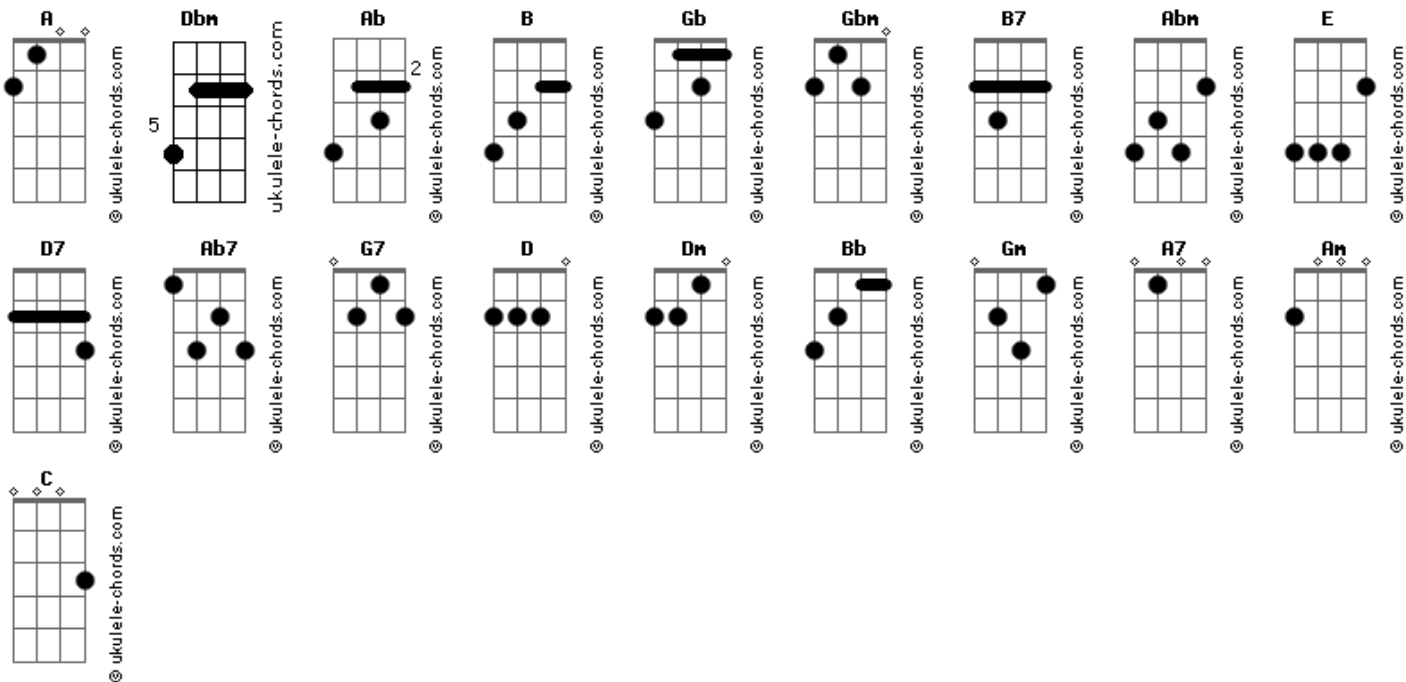 A Dbm Ab B Gb Gbm B7 Abm E
2
5
© ukulele-chords.com ukulele-chords.com © ukulele-chords.com © ukulele-chords.com © ukulele-chords.com © ukulele-chords.com © ukulele-chords.com © ukulele-chords.com © ukulele-chords.com
D7 Ab7 G7 D Dm Bb Gm A7 Am
© ukulele-chords.com © ukulele-chords.com © ukulele-chords.com © ukulele-chords.com © ukulele-chords.com © ukulele-chords.com © ukulele-chords.com © ukulele-chords.com © ukulele-chords.com
C
© ukulele-chords.com